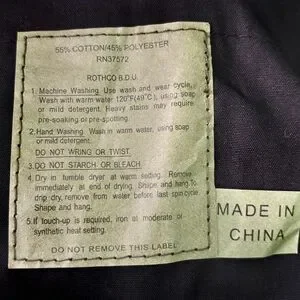 55% COTTON/45% POLYESTER
RN37572
ROTHCO B.D.U.
1. Machine Washing. Use wash and wear cycle.
Wash with warm water 120°F(49°C), using soap
or mild detergent. Heavy stains may require
pre-soaking or pre-spotting.
2. Hand Washing. Wash in warm water, using soap
or mild detergent.
DO NOT WRING OR TWIST.
3. DO NOT STARCH OR BLEACH.
4. Dry in tumble dryer at warm setting. Remove
immediately at end of drying. Shape and hang.To
drip dry, remove from water before last spin cycle.
Shape and hang.
5. If touch-up is required, iron at moderate or
synthetic heat setting.
DO NOT REMOVE THIS LABEL
MADE IN
CHINA